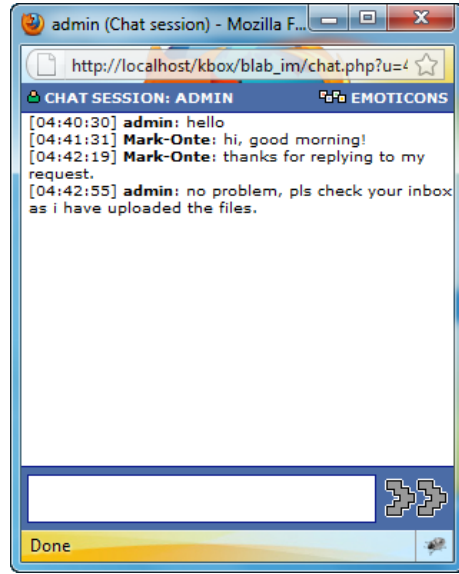 admin (Chat session) - Mozilla F...
http://localhost/kbox/blab_im/chat.php?u=4
CHAT SESSION: ADMIN
EMOTICONS
[04:40:30] admin: hello
[04:41:31] Mark-Onte: hi, good morning!
[04:42:19] Mark-Onte: thanks for replying to my
request.
[04:42:55] admin: no problem, pls check your inbox
as i have uploaded the files.
Done